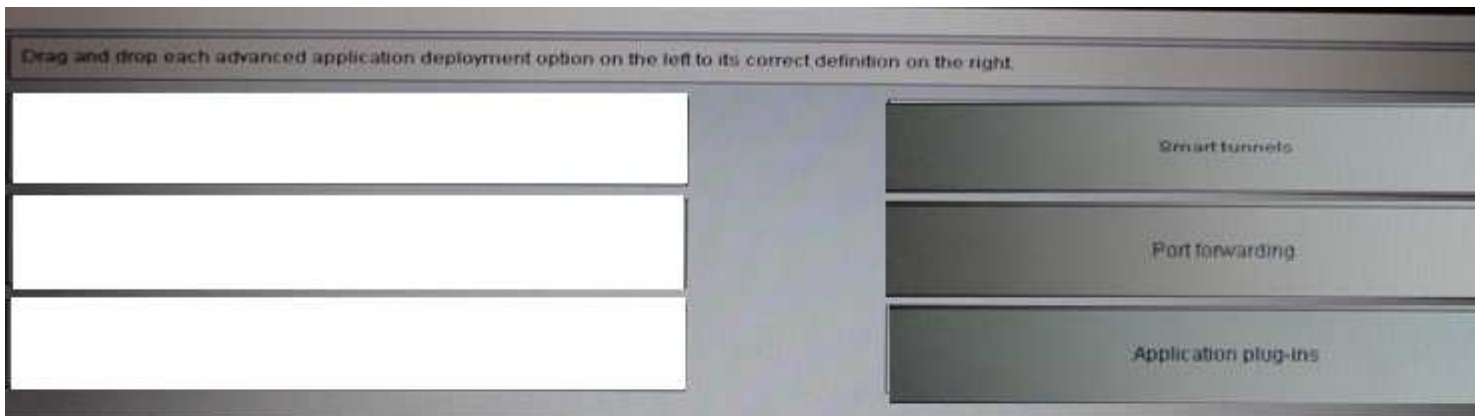 Drag and drop each advanced application deployment option on the left to its correct definition on the right.
Smart tunnels
Port forwarding
Application plug-ins